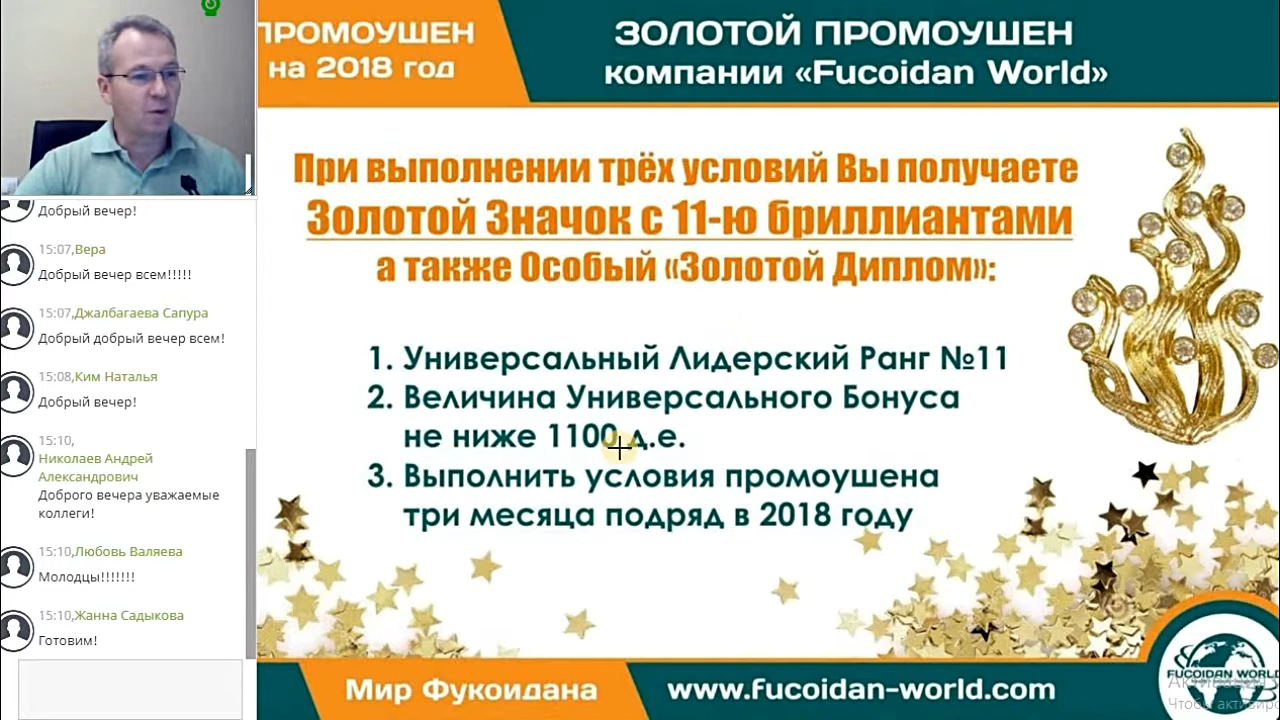 ПРОМОУШЕН
на 2018 год
ЗОЛОТОЙ ПРОМОУШЕН
компании «Fucoidan World»
При выполнении трёх условий Вы получаете
Золотой Значок с 11-ю бриллиантами
а также Особый «Золотой Диплом»:
1. Универсальный Лидерский Ранг №11
2. Величина Универсального Бонуса
не ниже 1100 д.е.
3. Выполнить условия промоушена
три месяца подряд в 2018 году
Добрый вечер!
15:07,Вера
Добрый вечер всем!!!!!
15:07,Джалбагаева Сапура
Добрый добрый вечер всем!
15:08,Ким Наталья
Добрый вечер!
15:10,
Николаев Андрей
Александрович
Доброго вечера уважаемые
коллеги!
15:10,Любовь Валяева
Молодцы!!!!!!!
15:10,Жанна Садыкова
Готовим!
Мир Фукоидана
www.fucoidan-world.com
FUCOIDAN WORLD